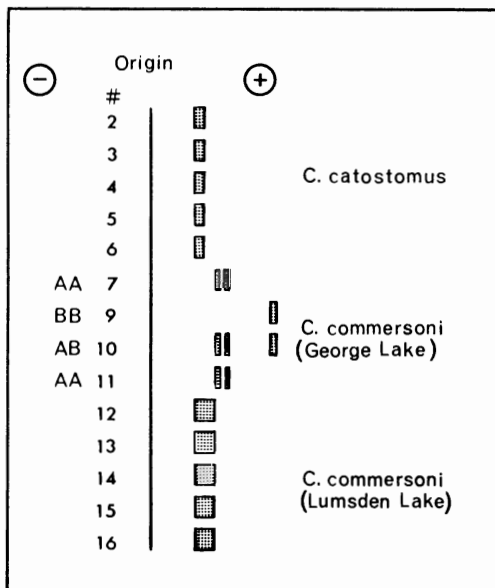 Origin
− +
#
2
3
4 C. catostomus
5
6
AA 7
BB 9 C. commersoni
AB 10 (George Lake)
AA 11
12
13
14 C. commersoni
15 (Lumsden Lake)
16